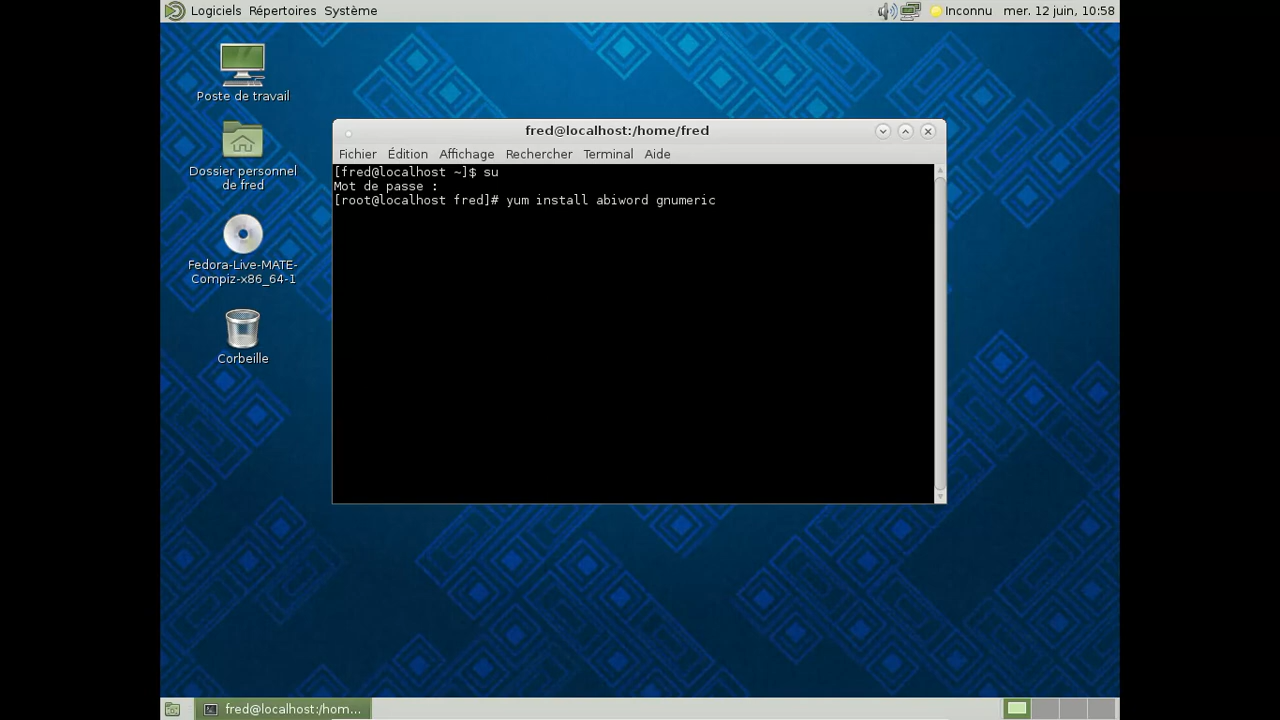 Logiciels Répertoires Système
Inconnu mer. 12 juin, 10:58
Poste de travail
Dossier personnel
de fred
Fedora-Live-MATE-
Compiz-x86_64-1
Corbeille
fred@localhost:/home/fred
Fichier Édition Affichage Rechercher Terminal Aide
[fred@localhost ~]$ su
Mot de passe :
[root@localhost fred]# yum install abiword gnumeric
fred@localhost:/hom...